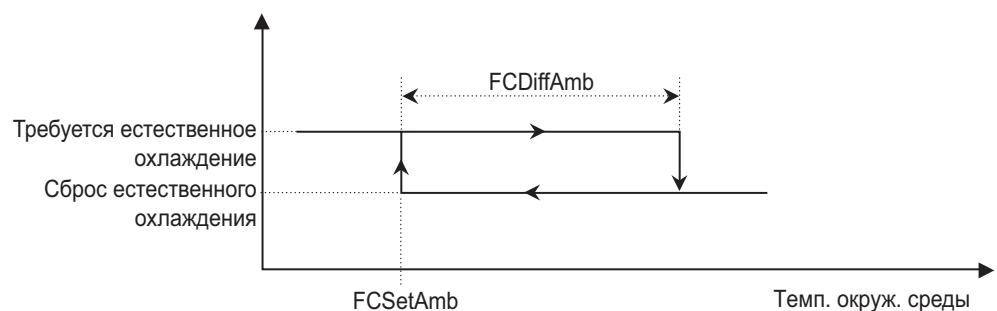 FCDiffAmb
Требуется естественное
охлаждение
Сброс естественного
охлаждения
FCSetAmb
Темп. окруж. среды